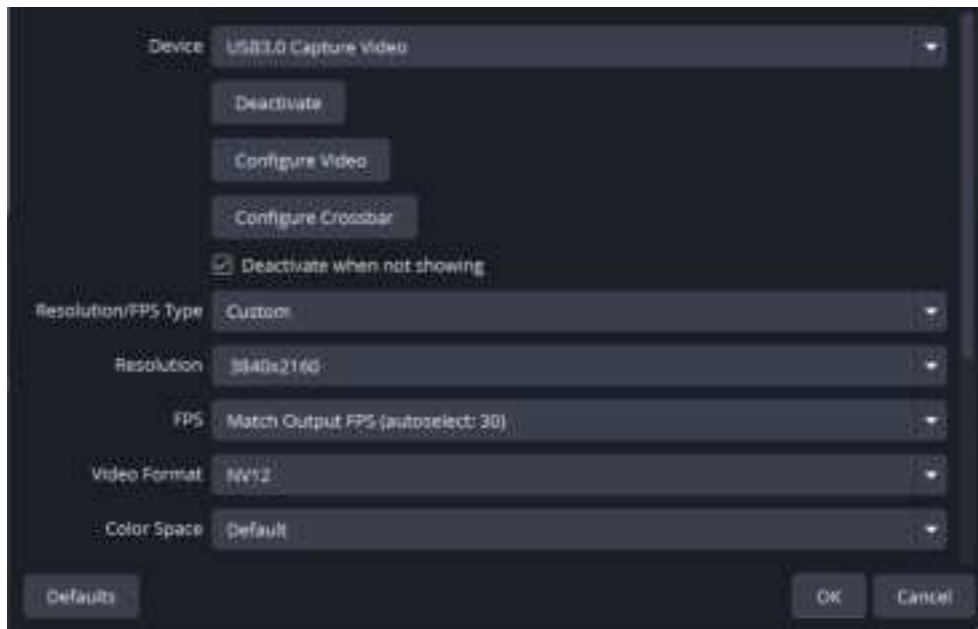 Device USB3.0 Capture Video
Deactivate
Configure Video
Configure Crossbar
Deactivate when not showing
Resolution/FPS Type Custom
Resolution 3840x2160
FPS Match Output FPS (autoselect: 30)
Video Format NV12
Color Space Default
Defaults OK Cancel